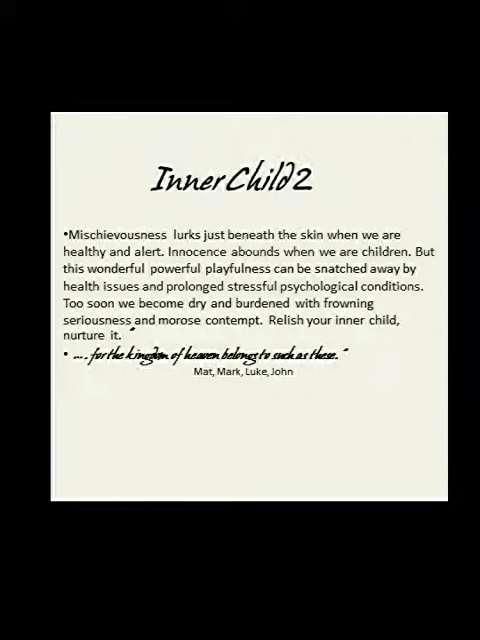 Inner Child 2
•Mischievousness lurks just beneath the skin when we are
healthy and alert. Innocence abounds when we are children. But
this wonderful powerful playfulness can be snatched away by
health issues and prolonged stressful psychological conditions.
Too soon we become dry and burdened with frowning
seriousness and morose contempt. Relish your inner child,
nurture it. "
• .... for the kingdom of heaven belongs to such as these. "
Mat, Mark, Luke, John